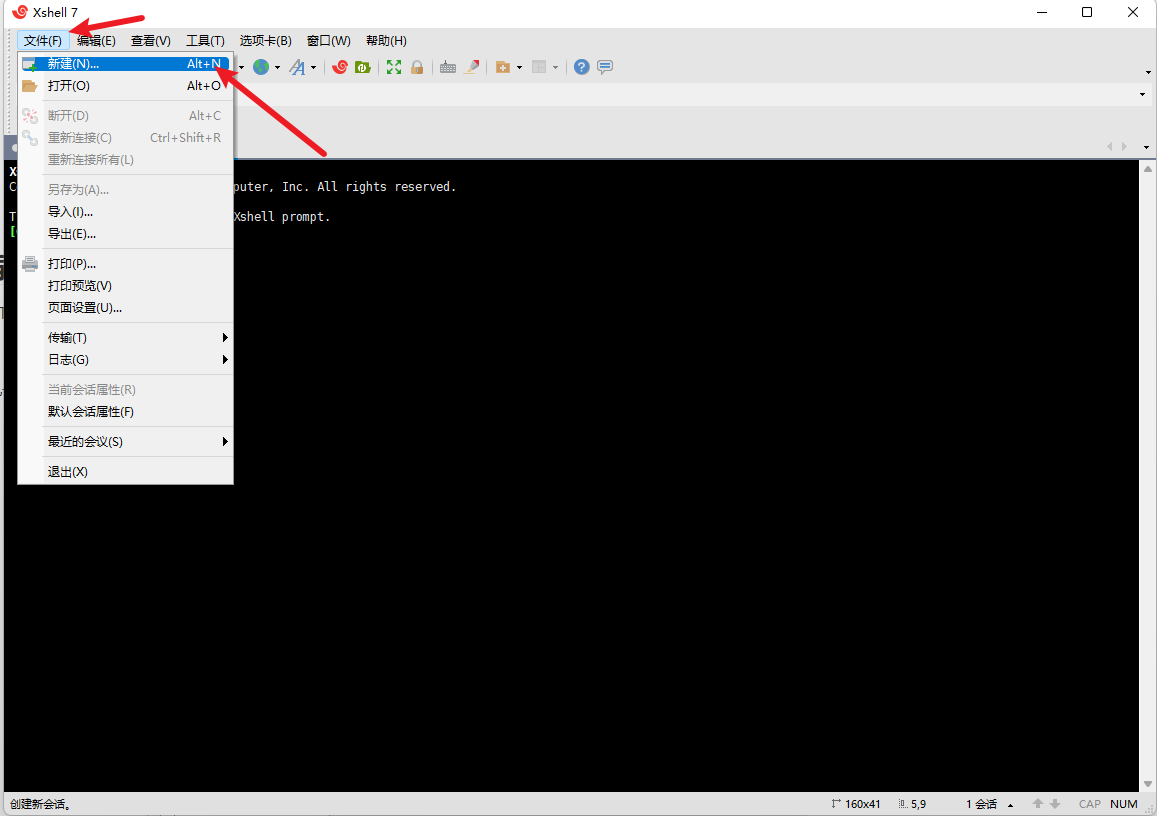 Xshell 7
文件(F) 编辑(E) 查看(V) 工具(T) 选项卡(B) 窗口(W) 帮助(H)
新建(N)... Alt+N
打开(O) Alt+O
断开(D) Alt+C
重新连接(C) Ctrl+Shift+R
重新连接所有(L)
另存为(A)...
导入(I)...
导出(E)...
打印(P)...
打印预览(V)
页面设置(U)...
传输(T)
日志(G)
当前会话属性(R)
默认会话属性(F)
最近的会议(S)
退出(X)
X
C puter, Inc. All rights reserved.
T Xshell prompt.
[
创建新会话。 160x41 5,9 1 会话 CAP NUM